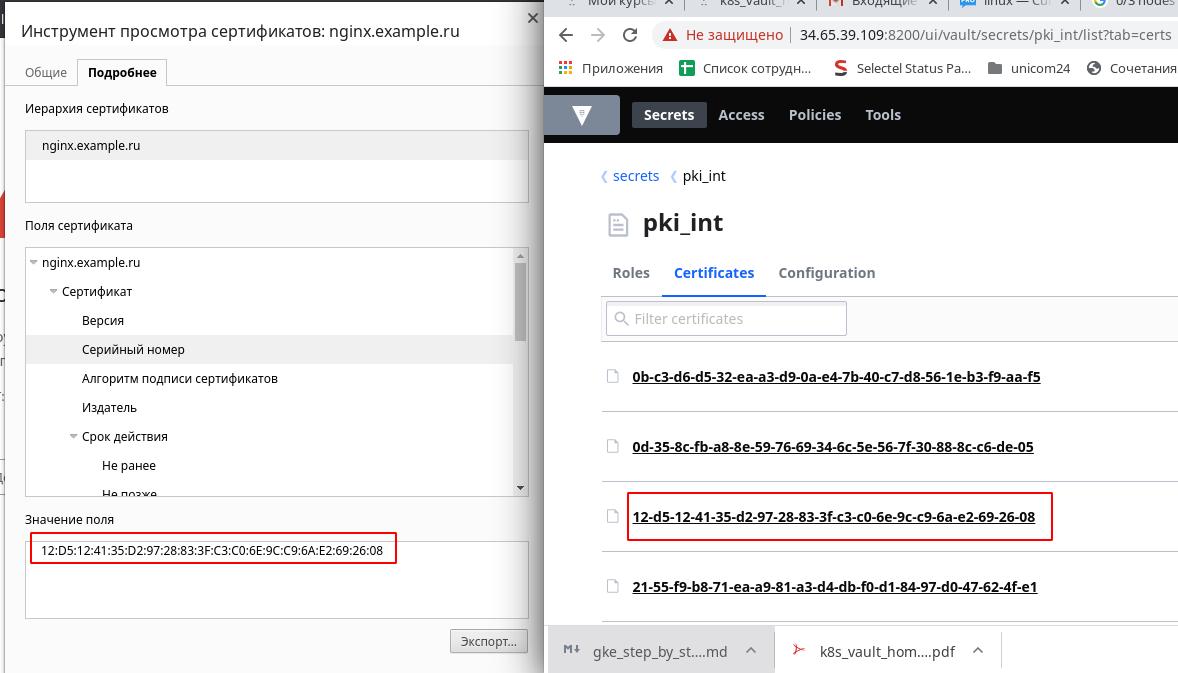 Инструмент просмотра сертификатов: nginx.example.ru
Общие
Подробнее
Иерархия сертификатов
nginx.example.ru
Поля сертификата
nginx.example.ru
Сертификат
Версия
Серийный номер
Алгоритм подписи сертификатов
Издатель
Срок действия
Не ранее
Не позже
Значение поля
12:D5:12:41:35:D2:97:28:83:3F:C3:C0:6E:9C:C9:6A:E2:69:26:08
Экспорт...
Мои курсы
k8s_vault_h
Входящие
linux —
0/3 nodes
Не защищено
34.65.39.109:8200/ui/vault/secrets/pki_int/list?tab=certs
Приложения
Список сотрудн...
Selectel Status Pa...
unicom24
Сочетания
Secrets
Access
Policies
Tools
secrets
pki_int
pki_int
Roles
Certificates
Configuration
Filter certificates
0b-c3-d6-d5-32-ea-a3-d9-0a-e4-7b-40-c7-d8-56-1e-b3-f9-aa-f5
0d-35-8c-fb-a8-8e-59-76-69-34-6c-5e-56-7f-30-88-8c-c6-de-05
12-d5-12-41-35-d2-97-28-83-3f-c3-c0-6e-9c-c9-6a-e2-69-26-08
21-55-f9-b8-71-ea-a9-81-a3-d4-db-f0-d1-84-97-d0-47-62-4f-e1
gke_step_by_st....md
k8s_vault_hom....pdf